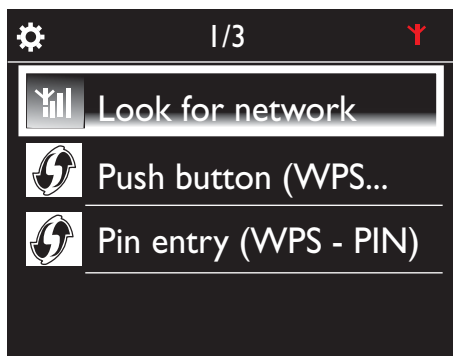 1/3
Look for network
Push button (WPS...
Pin entry (WPS - PIN)